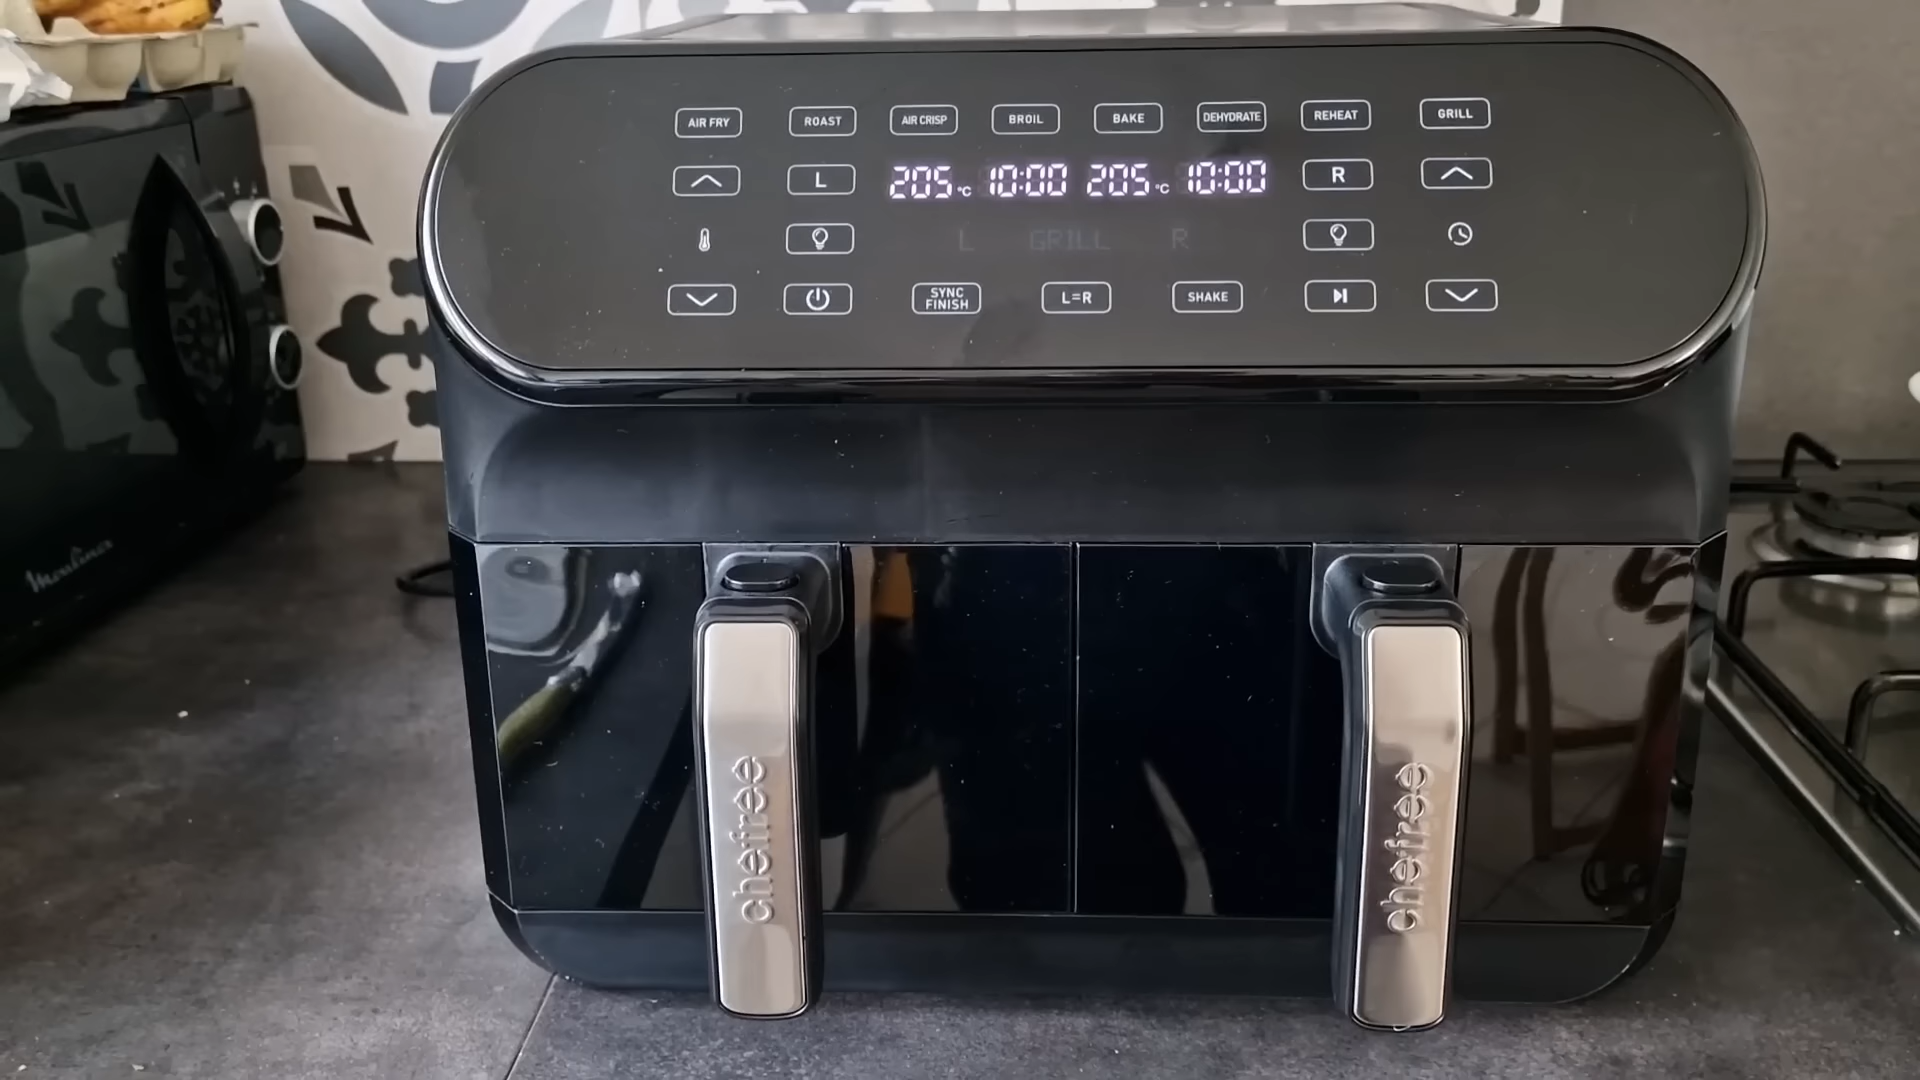 AIR FRY ROAST AIR CRISP BROIL BAKE DEHYDRATE REHEAT GRILL
L 205 °C 10:00 205 °C 10:00 R
L GRILL R
SYNC
FINISH
L=R
SHAKE
Moulinex
chefree
chefree